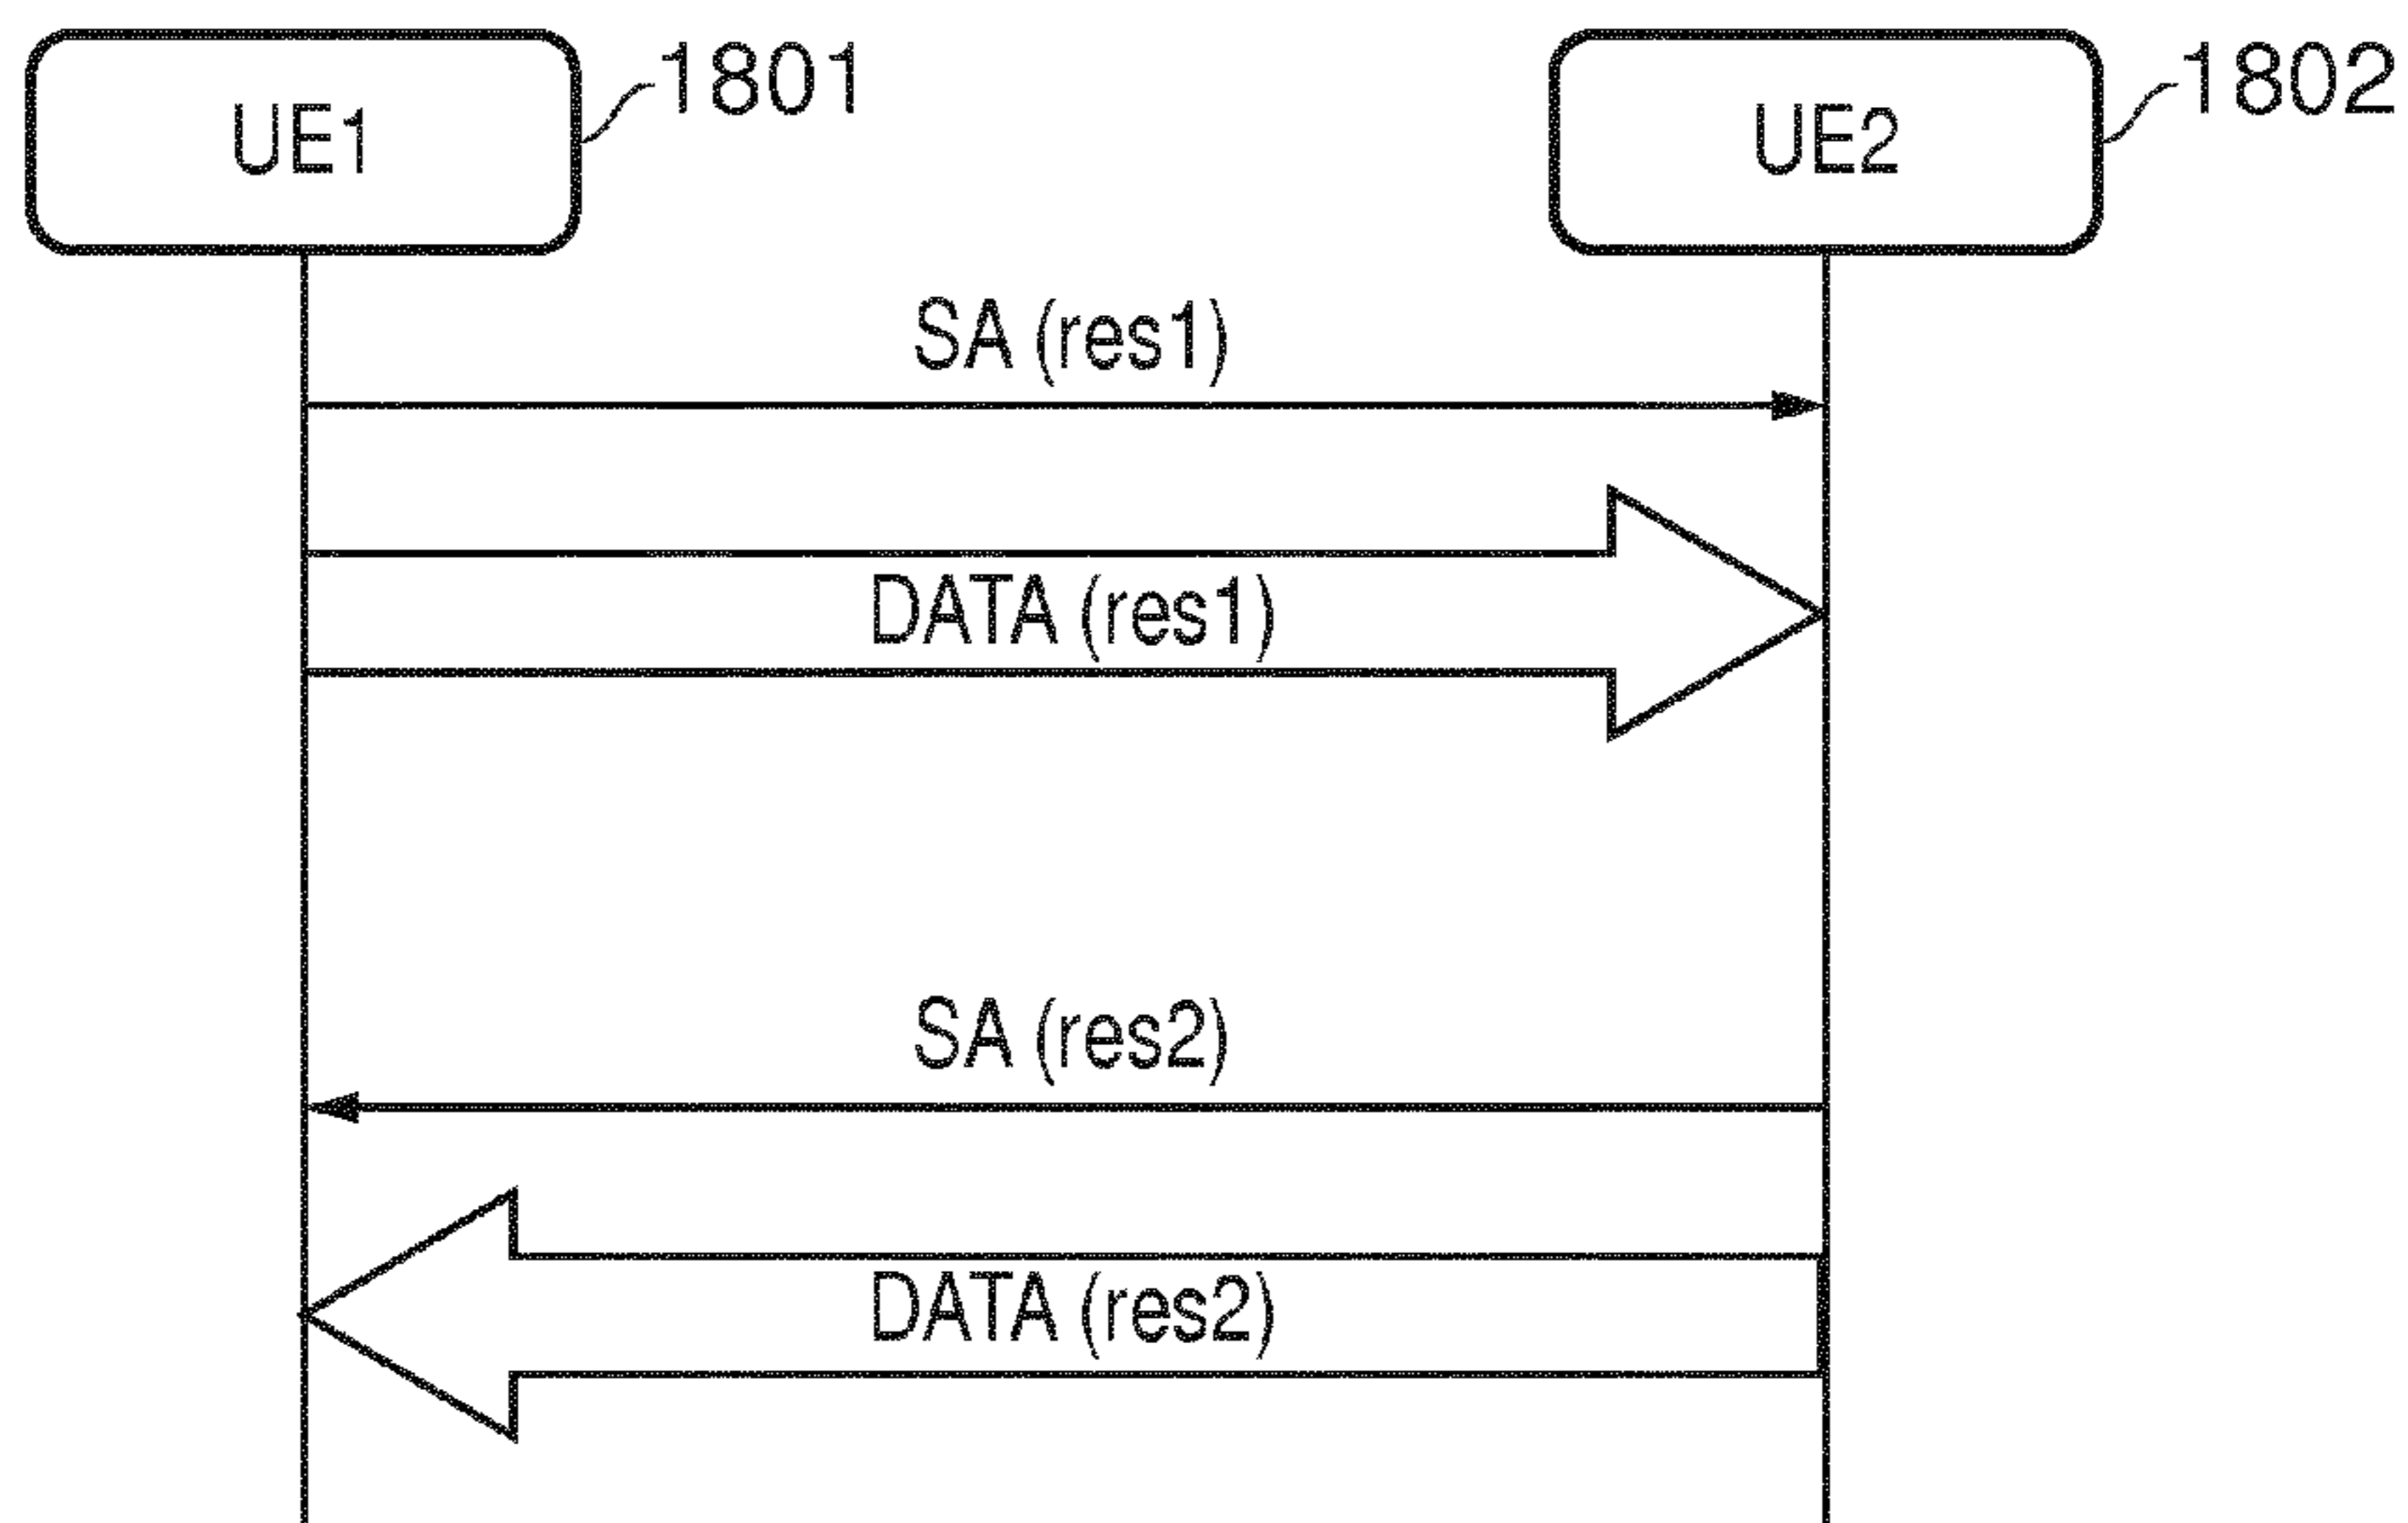 UE1
1801
UE2
1802
SA (res1)
DATA (res1)
SA (res2)
DATA (res2)